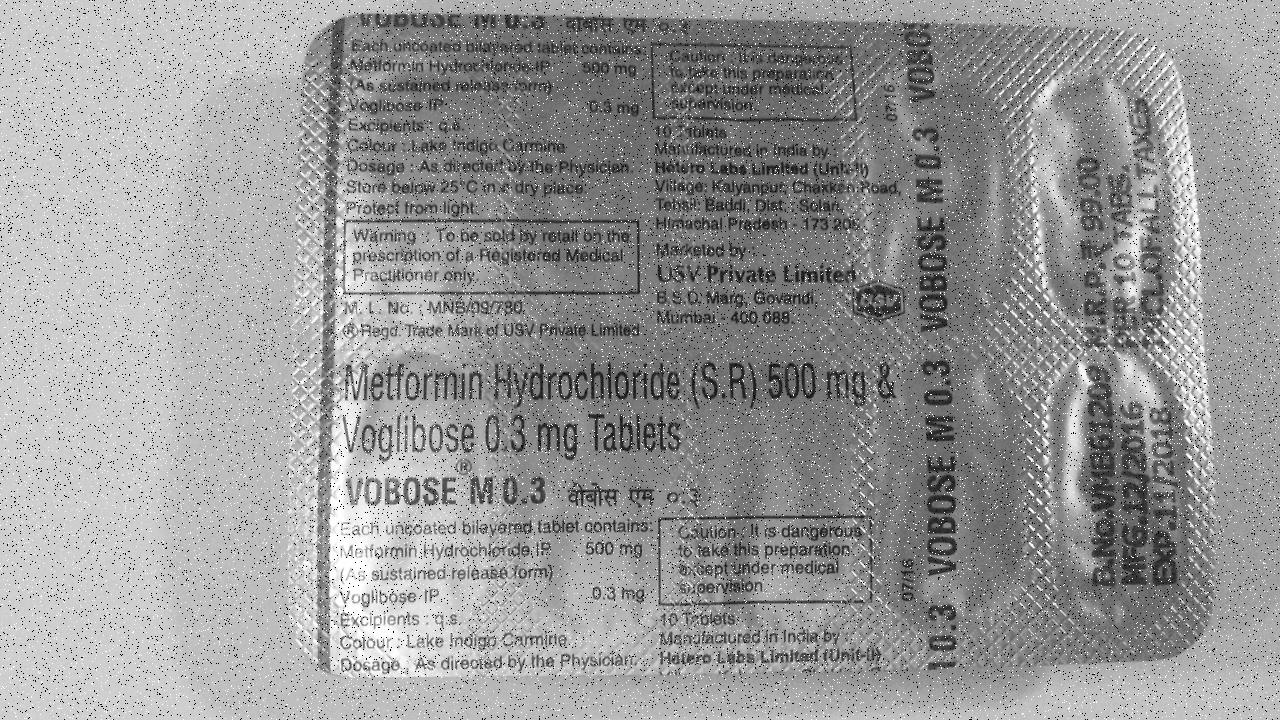 VOBOSE M 0.3 वोबोस एम ०.३
Each uncoated bilayered tablet contains:
Metformin Hydrochloride IP 500 mg
(As sustained release form)
Voglibose IP 0.3 mg
Excipients : q.s.
Colour : Lake Indigo Carmine
Dosage : As directed by the Physician.
Store below 25°C in a dry place.
Protect from light.
Warning : To be sold by retail on the
prescription of a Registered Medical
Practitioner only.
M. L. No. : MNB/09/780
® Regd. Trade Mark of USV Private Limited
Caution : It is dangerous
to take this preparation
except under medical
supervision
10 Tablets
Manufactured in India by :
Hetero Labs Limited (Unit-II)
Village: Kalyanpur, Chakkan Road,
Tehsil: Baddi, Dist. : Solan,
Himachal Pradesh - 173 205.
Marketed by :
USV Private Limited
B.S.D. Marg, Govandi,
Mumbai - 400 088.
USV
Metformin Hydrochloride (S.R) 500 mg &
Voglibose 0.3 mg Tablets
VOBOSE® M 0.3 वोबोस एम ०.३
Each uncoated bilayered tablet contains:
Metformin Hydrochloride IP 500 mg
(As sustained release form)
Voglibose IP 0.3 mg
Excipients : q.s.
Colour : Lake Indigo Carmine
Dosage : As directed by the Physician.
Caution : It is dangerous
to take this preparation
except under medical
supervision
10 Tablets
Manufactured in India by :
Hetero Labs Limited (Unit-II)
07/16 07/16
0.3 VOBOSE M 0.3 VOBOSE M 0.3 VOBOS
B.No.VMB61209 M.R.P.₹ 99.00
MFG.12/2016 PER 10 TABS.
EXP.11/2018 INCL.OF ALL TAXES